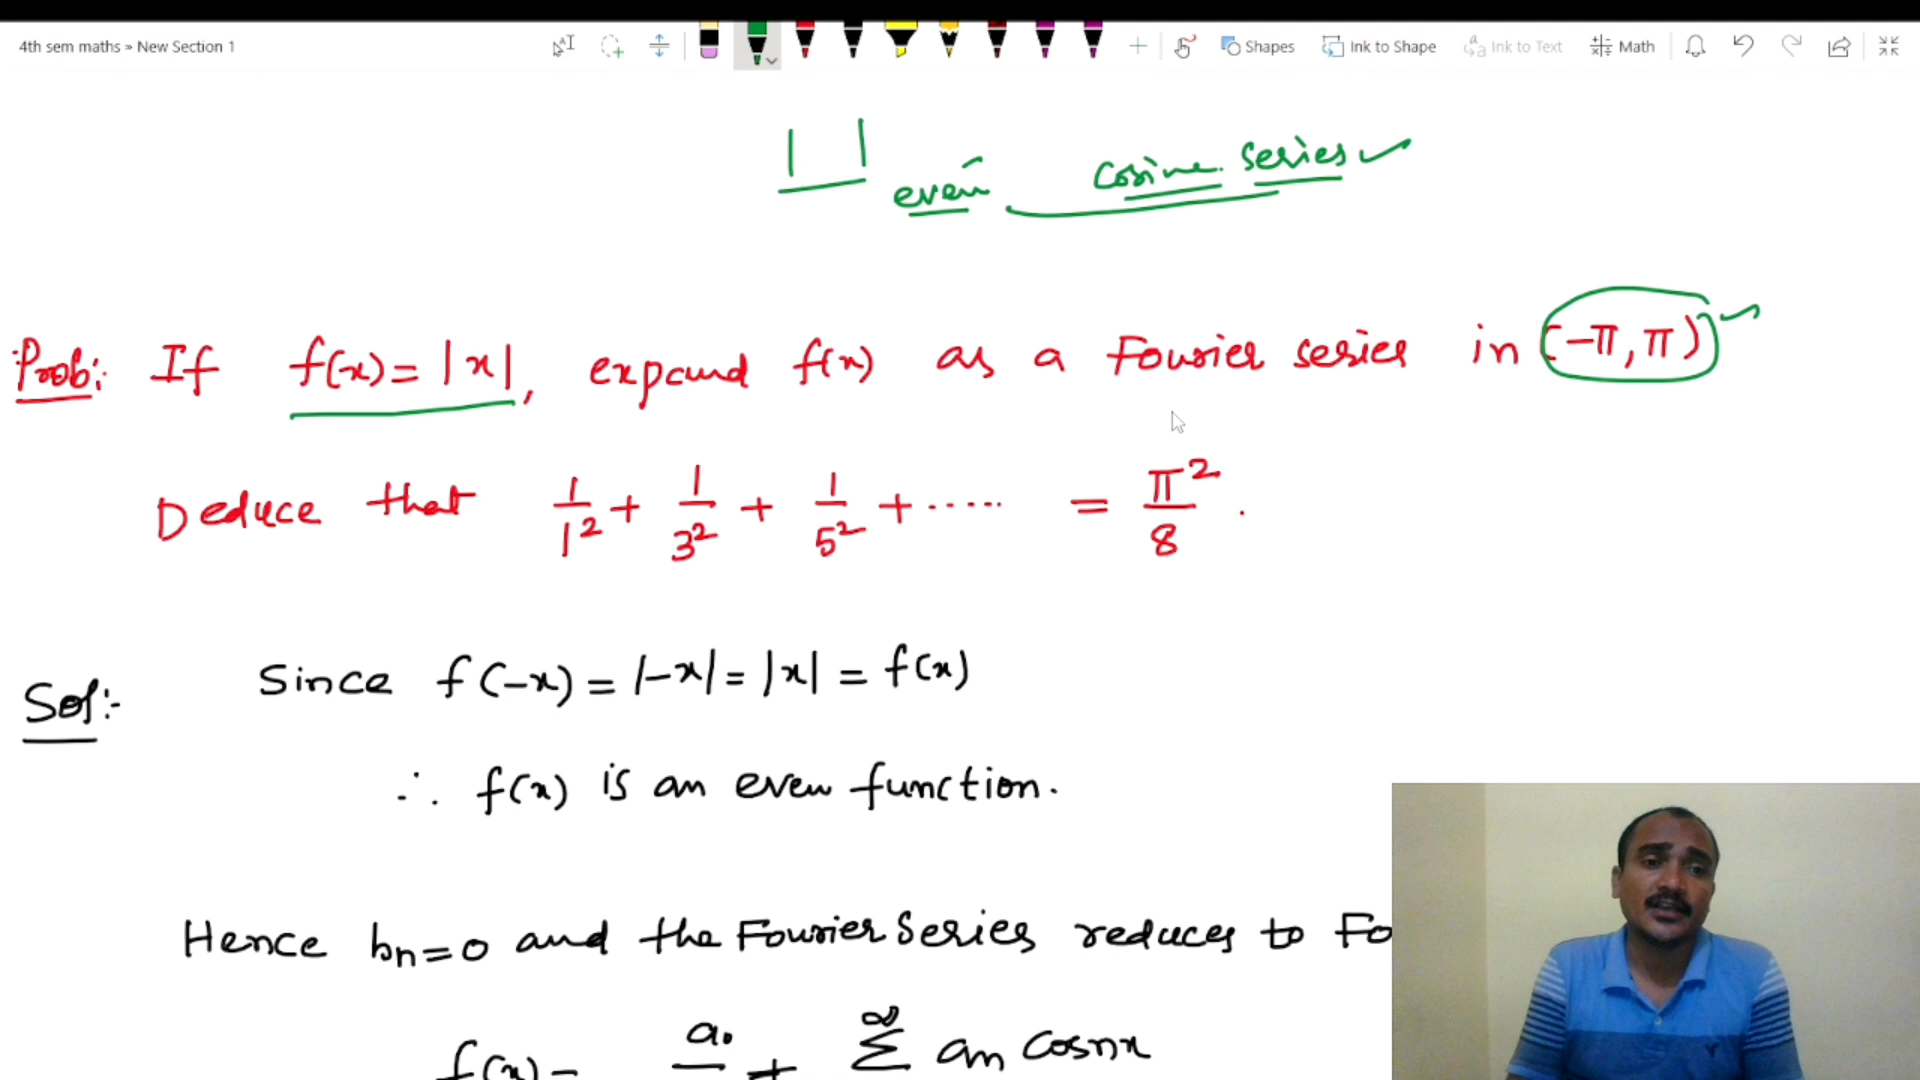 4th sem maths » New Section 1
Shapes Ink to Shape Ink to Text Math
even cosine series
Prob: If f(x) = |x|, expand f(x) as a Fourier series in (-π, π)
Deduce that 1/1² + 1/3² + 1/5² + ..... = π²/8.
Sol:- Since f(-x) = |-x| = |x| = f(x)
∴ f(x) is an even function.
Hence bn=0 and the Fourier Series reduces to Fo
f(x) = a₀ + ∞ Σ an cosnx